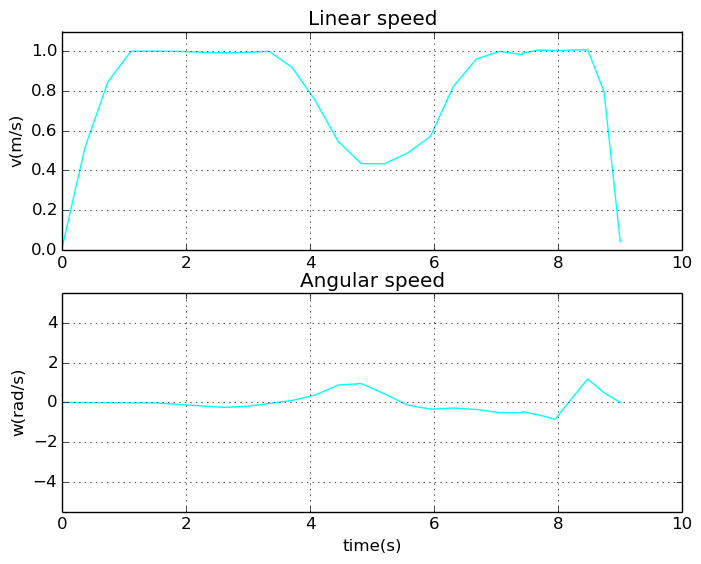 Linear speed
1.0
0.8
0.6
0.4
0.2
0.0
v(m/s)
0 2 4 6 8 10
Angular speed
4
2
0
−2
−4
w(rad/s)
0 2 4 6 8 10
time(s)